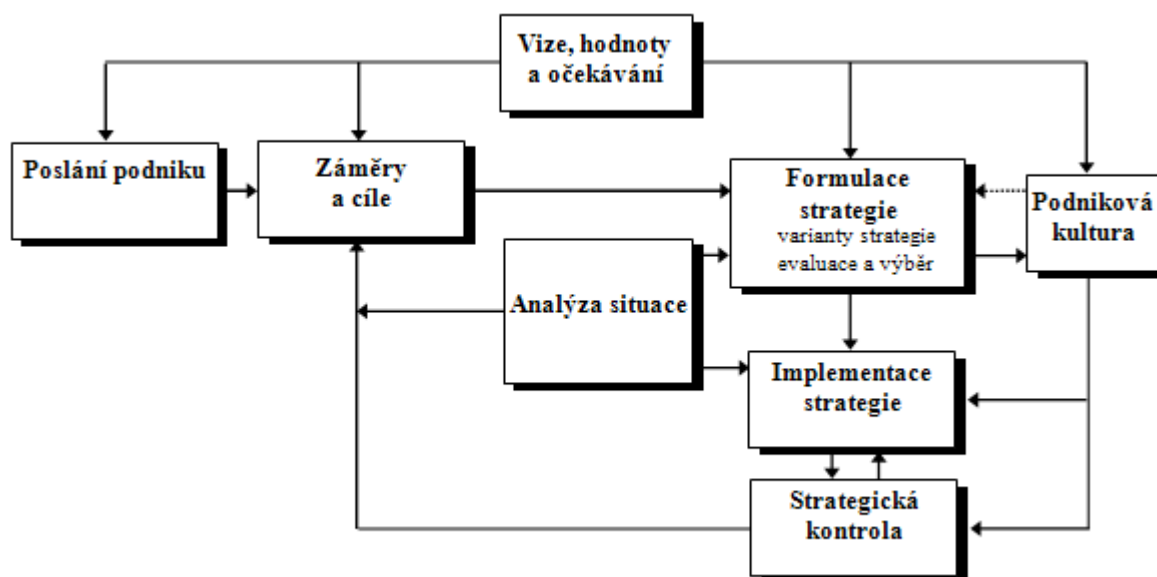 Vize, hodnoty
a očekávání
Poslání podniku
Záměry
a cíle
Formulace
strategie
varianty strategie
evaluace a výběr
Podniková
kultura
Analýza situace
Implementace
strategie
Strategická
kontrola